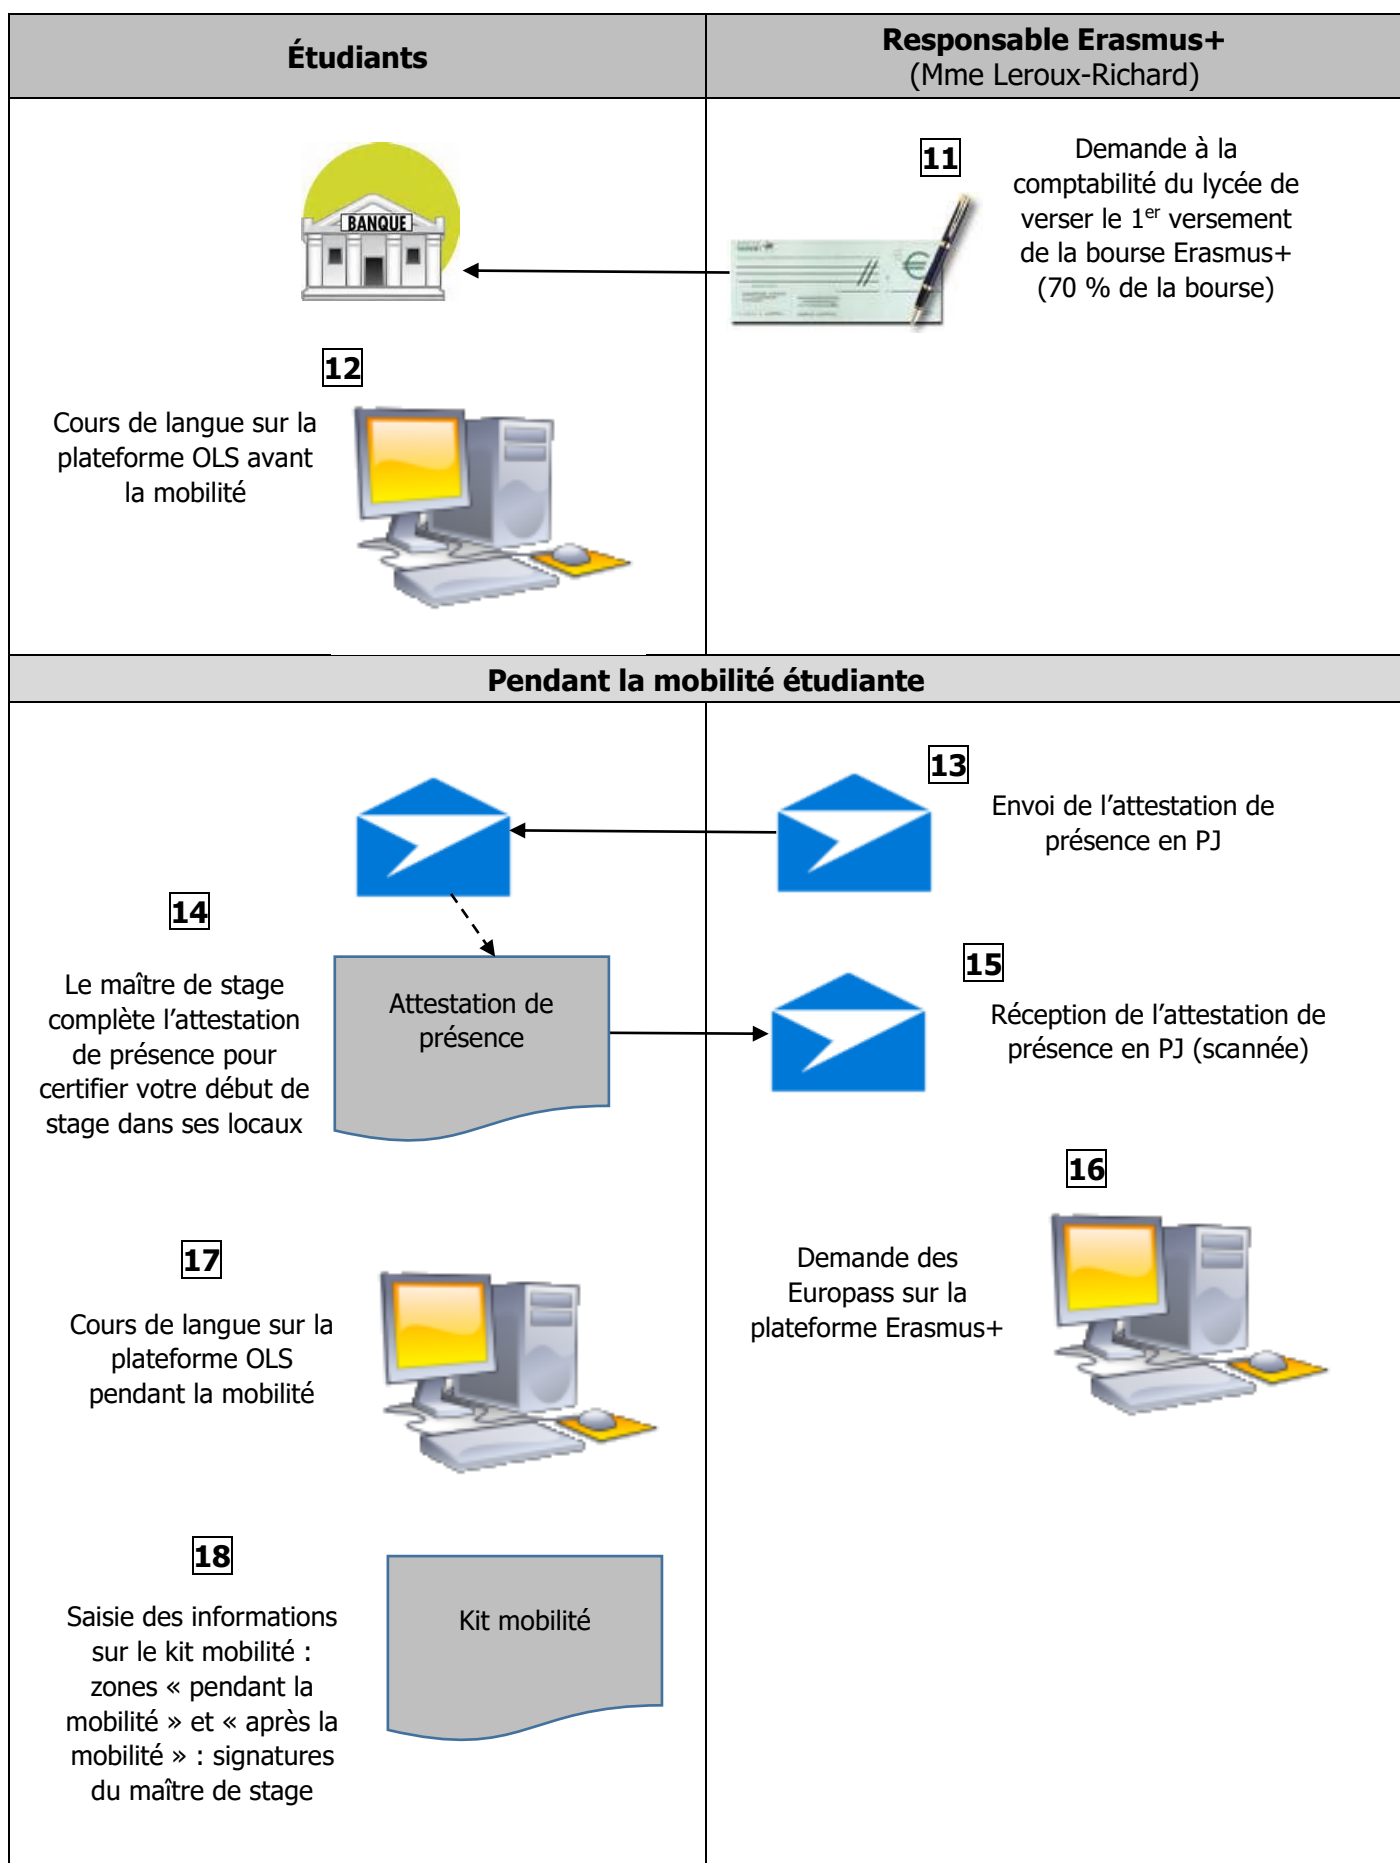 Étudiants
Responsable Erasmus+
(Mme Leroux-Richard)
BANQUE
11
Demande à la
comptabilité du lycée de
verser le 1er versement
de la bourse Erasmus+
(70 % de la bourse)
12
Cours de langue sur la
plateforme OLS avant
la mobilité
Pendant la mobilité étudiante
13
Envoi de l’attestation de
présence en PJ
14
Le maître de stage
complète l’attestation
de présence pour
certifier votre début de
stage dans ses locaux
Attestation de
présence
15
Réception de l’attestation de
présence en PJ (scannée)
16
Demande des
Europass sur la
plateforme Erasmus+
17
Cours de langue sur la
plateforme OLS
pendant la mobilité
18
Saisie des informations
sur le kit mobilité :
zones « pendant la
mobilité » et « après la
mobilité » : signatures
du maître de stage
Kit mobilité